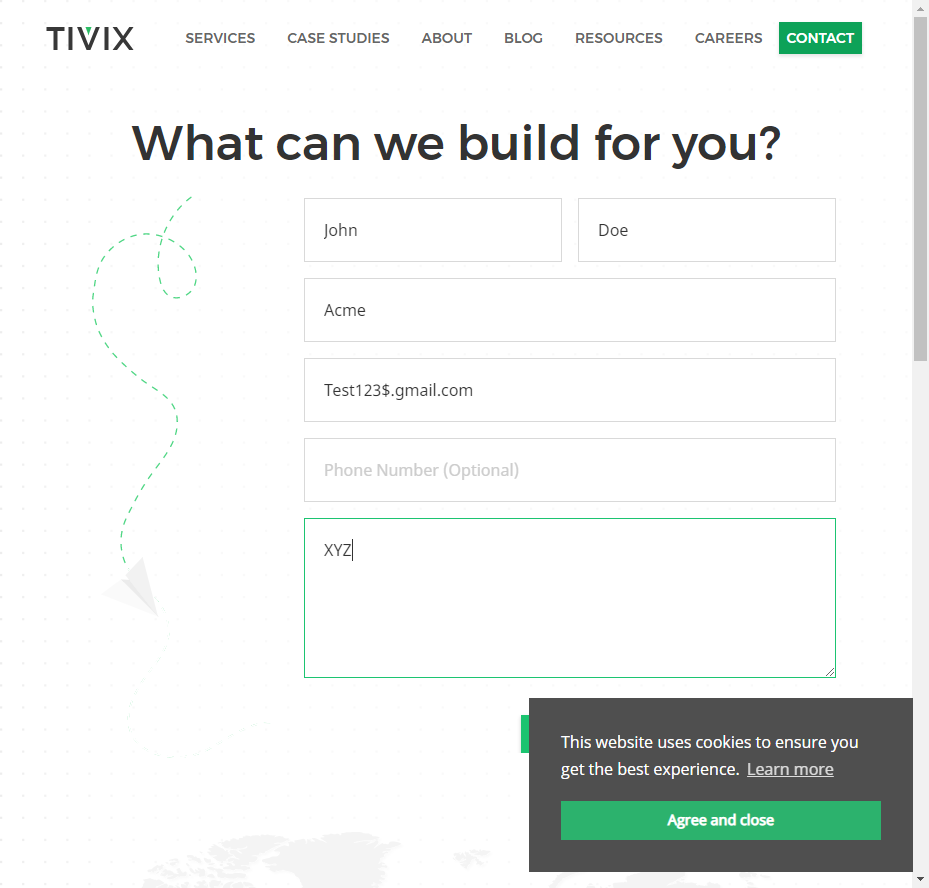 TIVIX SERVICES CASE STUDIES ABOUT BLOG RESOURCES CAREERS CONTACT
What can we build for you?
John Doe
Acme
Test123$.gmail.com
Phone Number (Optional)
XYZ
This website uses cookies to ensure you
get the best experience. Learn more
Agree and close